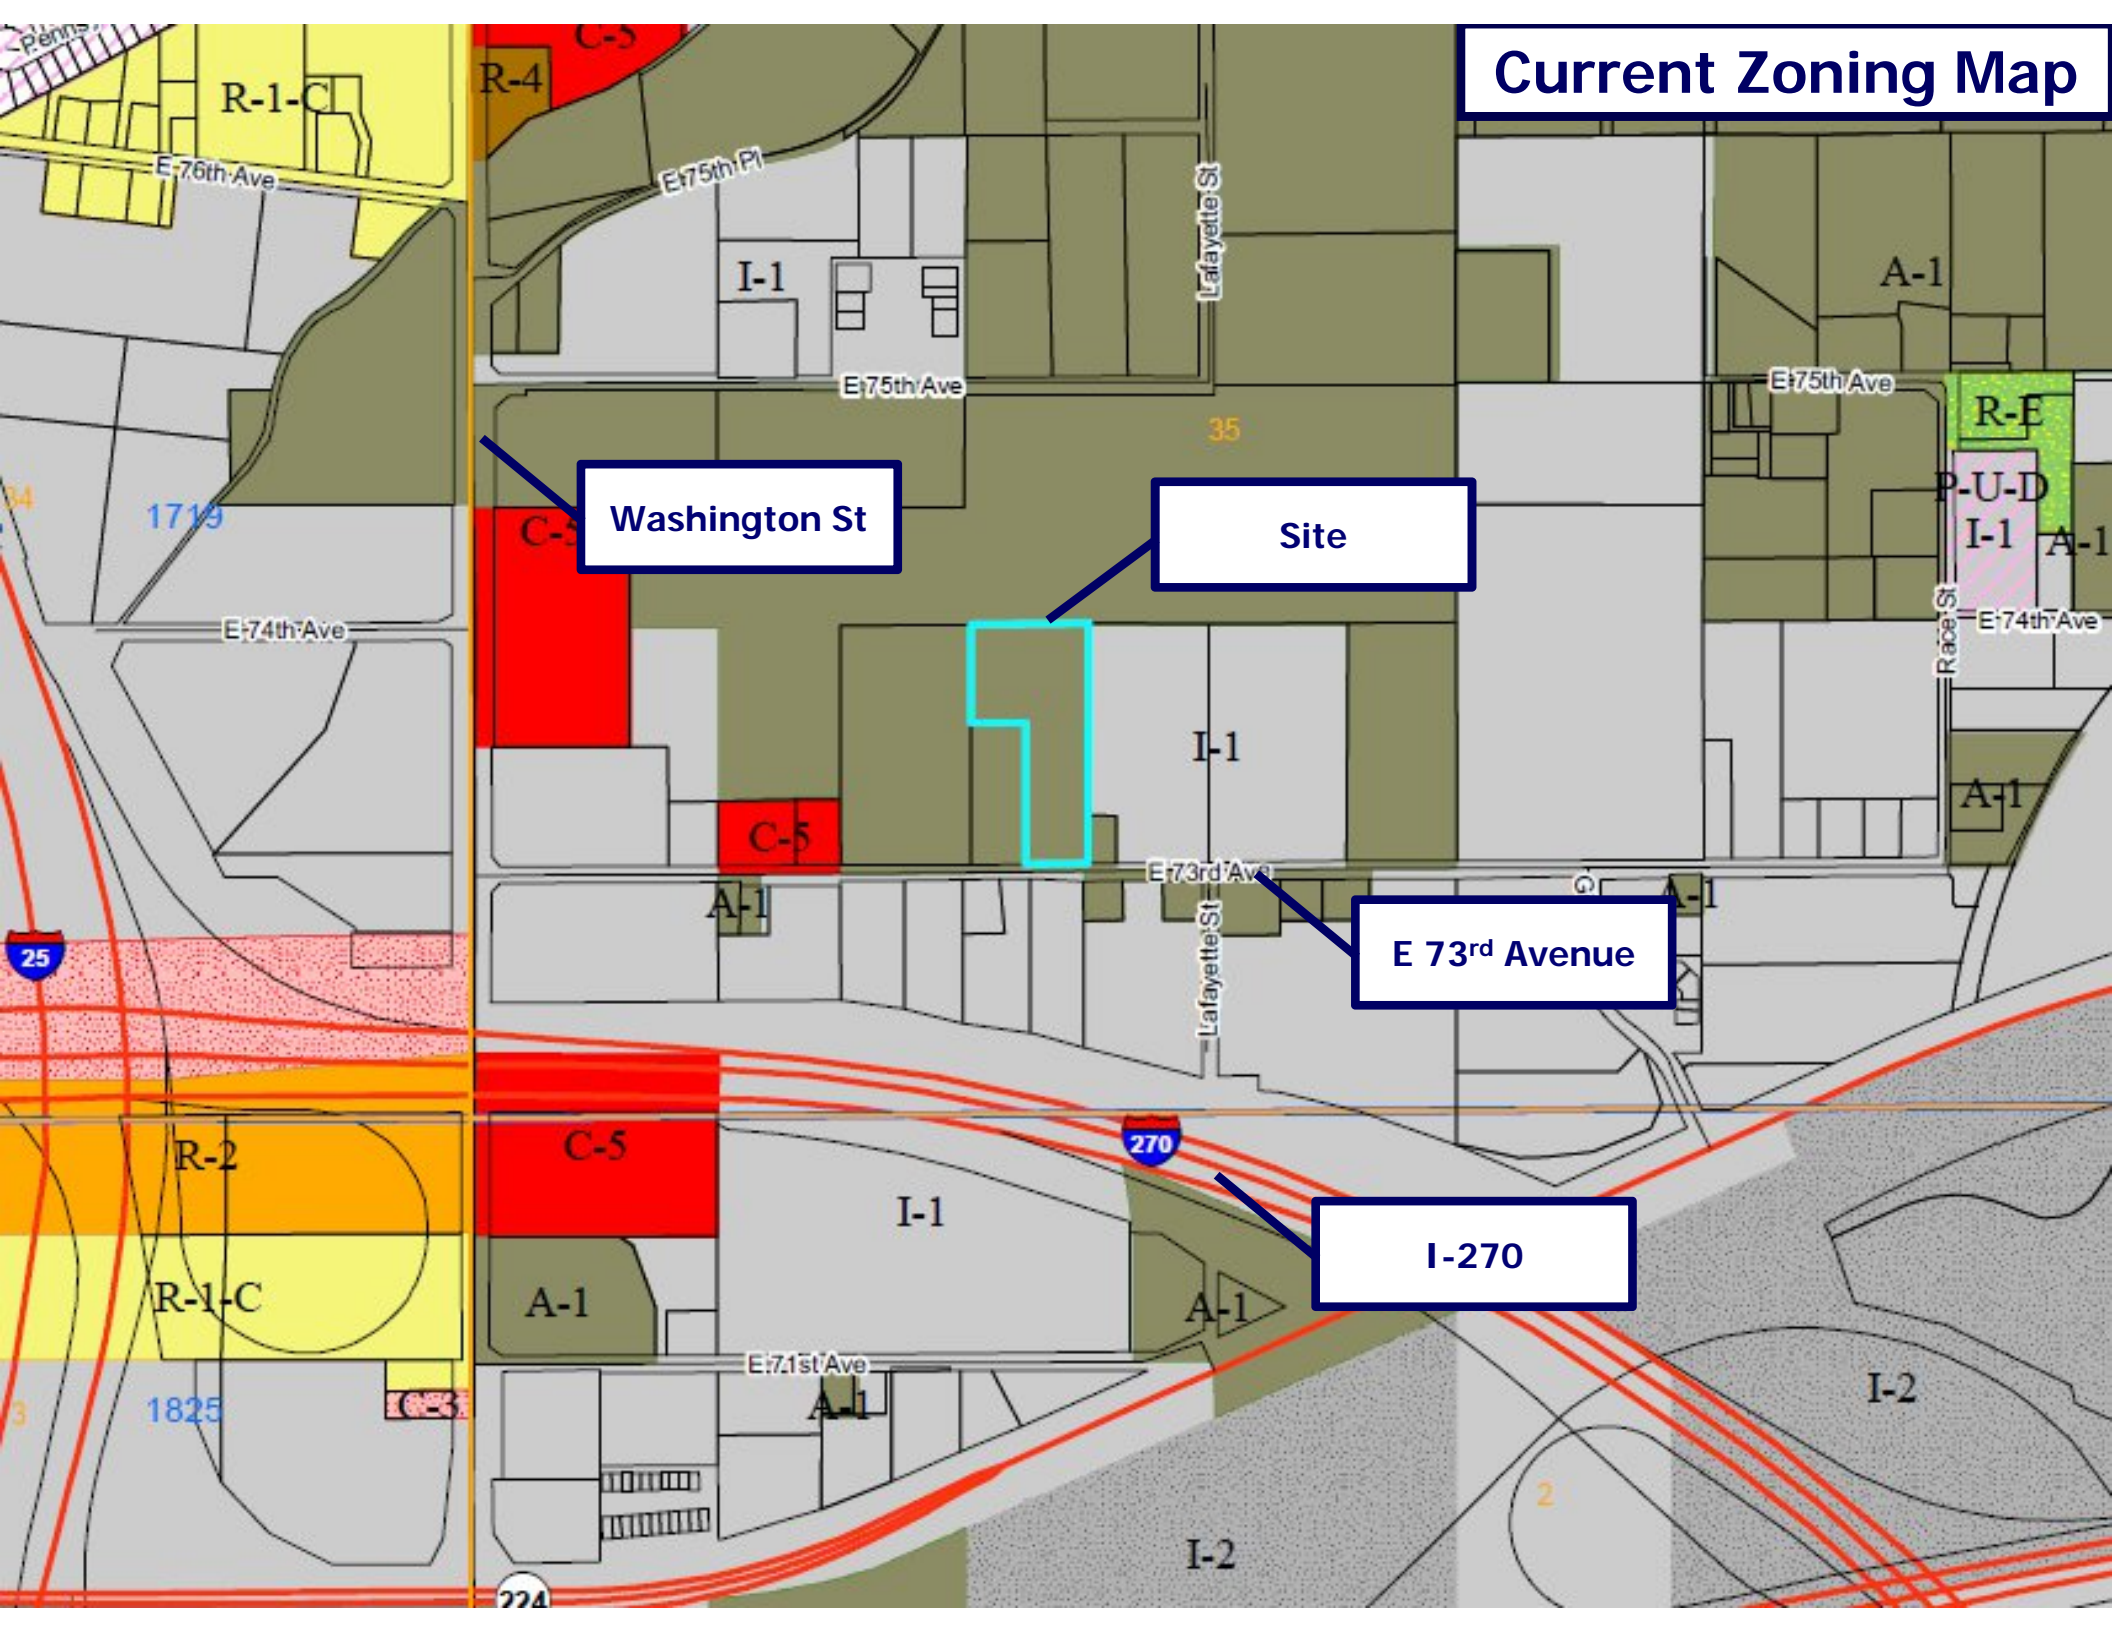 Current Zoning Map
Penns
C-5
R-4
R-1-C
E 76th Ave
E 75th Pl
Lafayette St
I-1
A-1
E 75th Ave
E 75th Ave
R-E
35
34
1719
C-5
Washington St
Site
P-U-D
I-1
A-1
E 74th Ave
E 74th Ave
Race St
I-1
A-1
C-5
E 73rd Ave
G
A-1
A-1
E 73rd Avenue
Lafayette St
25
270
R-2
C-5
I-1
I-270
R-1-C
A-1
A-1
E 71st Ave
C-3
A-1
I-2
3
1825
2
I-2
224